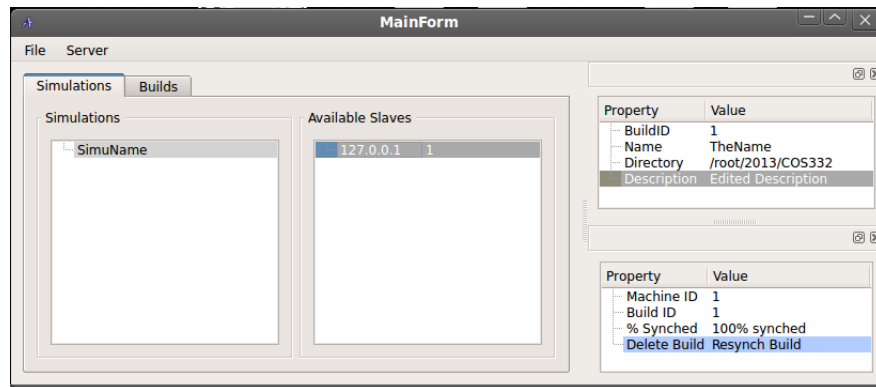 MainForm
File Server
Simulations Builds
Simulations
SimuName
Available Slaves
127.0.0.1 1
Property Value
BuildID 1
Name TheName
Directory /root/2013/COS332
Description Edited Description
Property Value
Machine ID 1
Build ID 1
% Synched 100% synched
Delete Build Resynch Build